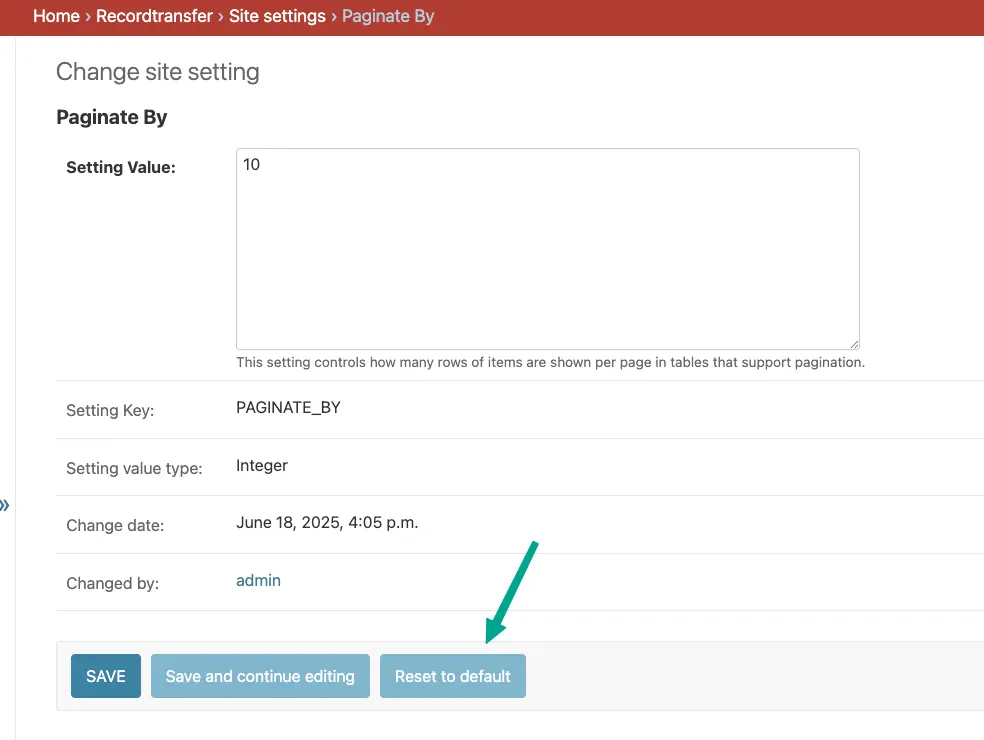 Home › Recordtransfer › Site settings › Paginate By
Change site setting
Paginate By
Setting Value:
10
This setting controls how many rows of items are shown per page in tables that support pagination.
Setting Key: PAGINATE_BY
Setting value type: Integer
Change date: June 18, 2025, 4:05 p.m.
»
Changed by: admin
SAVE Save and continue editing Reset to default